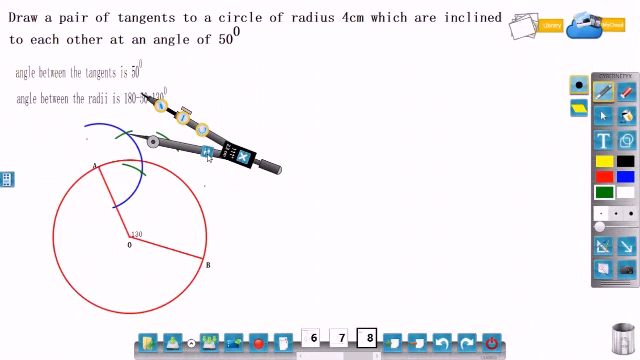 Draw a pair of tangents to a circle of radius 4cm which are inclined
to each other at an angle of 50⁰
angle between the tangents is 50⁰
angle between the radii is 180-50=130⁰
A
130
O
B
Library
MyCloud
6 7 8